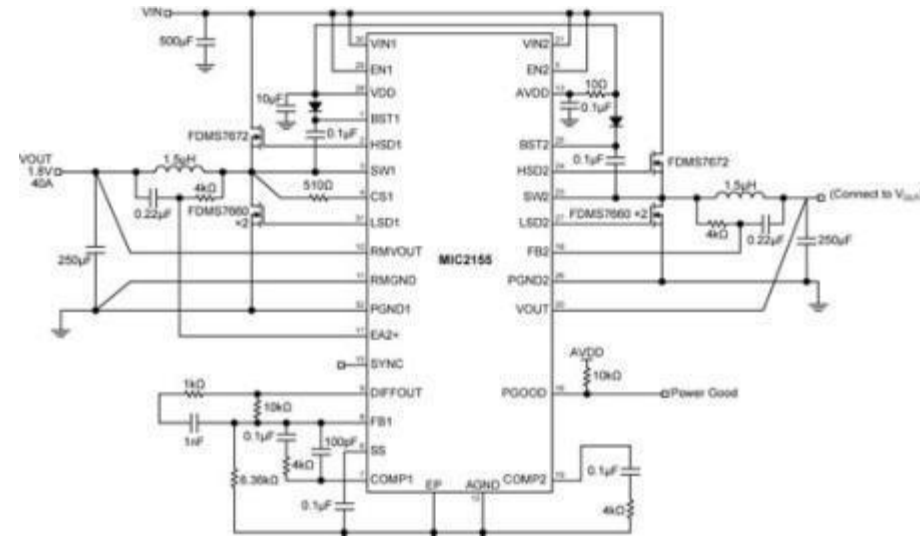 VIN
500µF
VOUT
1.8V
40A
1.5µH
0.22µF
4kΩ
250µF
FDMS7672
FDMS7660
×2
510Ω
10µF
0.1µF
VIN1
EN1
VDD
BST1
HSD1
SW1
CS1
LSD1
RMVOUT
RMGND
PGND1
EA2+
SYNC
DIFFOUT
FB1
SS
COMP1
EP
AGND
MIC2155
VIN2
EN2
AVDD
BST2
HSD2
SW2
LSD2
FB2
PGND2
VOUT
PGOOD
COMP2
10Ω
0.1µF
0.1µF
FDMS7672
1.5µH
FDMS7660 ×2
4kΩ
0.22µF
250µF
(Connect to
AVDD
10kΩ
Power Good
0.1µF
4kΩ
1kΩ
1nF
10kΩ
0.1µF
4kΩ
100pF
6.36kΩ
0.1µF